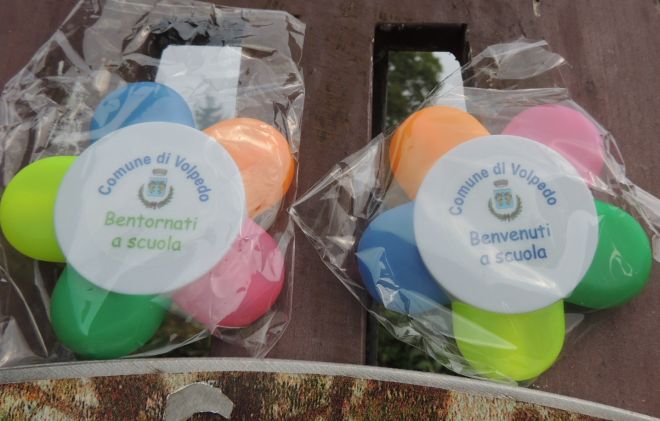 Comune di Volpedo
Bentornati
a scuola
Comune di Volpedo
Benvenuti
a scuola